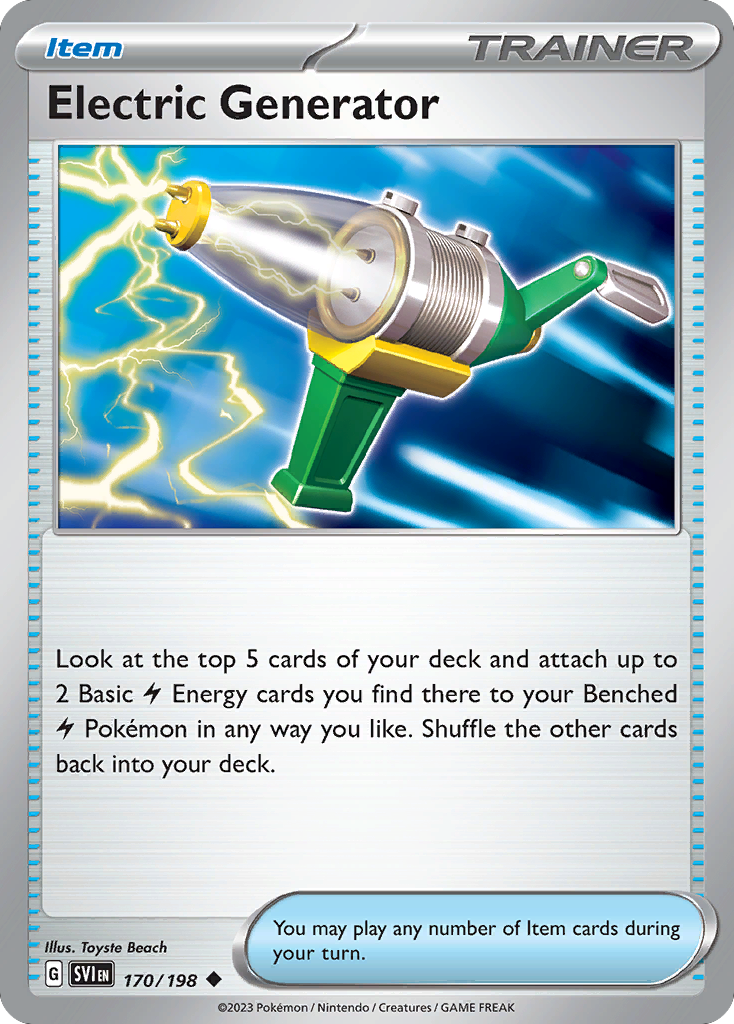 Item
TRAINER
Electric Generator
Look at the top 5 cards of your deck and attach up to
2 Basic Energy cards you find there to your Benched
Pokémon in any way you like. Shuffle the other cards
back into your deck.
You may play any number of Item cards during
your turn.
Illus. Toyste Beach
G SVI EN 170/198
©2023 Pokémon / Nintendo / Creatures / GAME FREAK